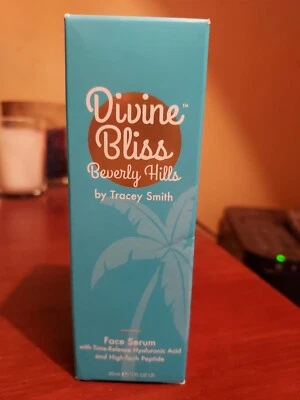 Divine™
Bliss
Beverly Hills
by Tracey Smith
Face Serum
with Time-Release Hyaluronic Acid
and High-Tech Peptide